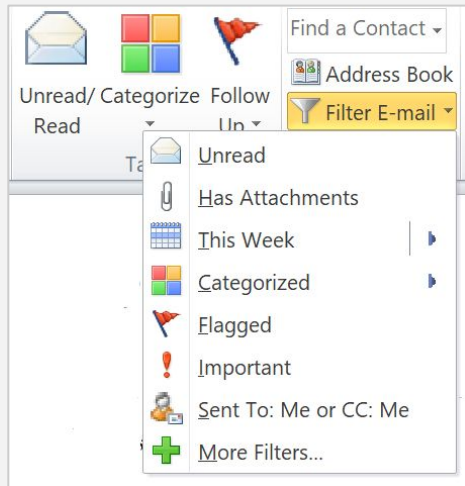 Find a Contact
Address Book
Unread/ Categorize Follow
Read Up
Filter E-mail
Unread
Has Attachments
This Week
Categorized
Flagged
Important
Sent To: Me or CC: Me
More Filters...